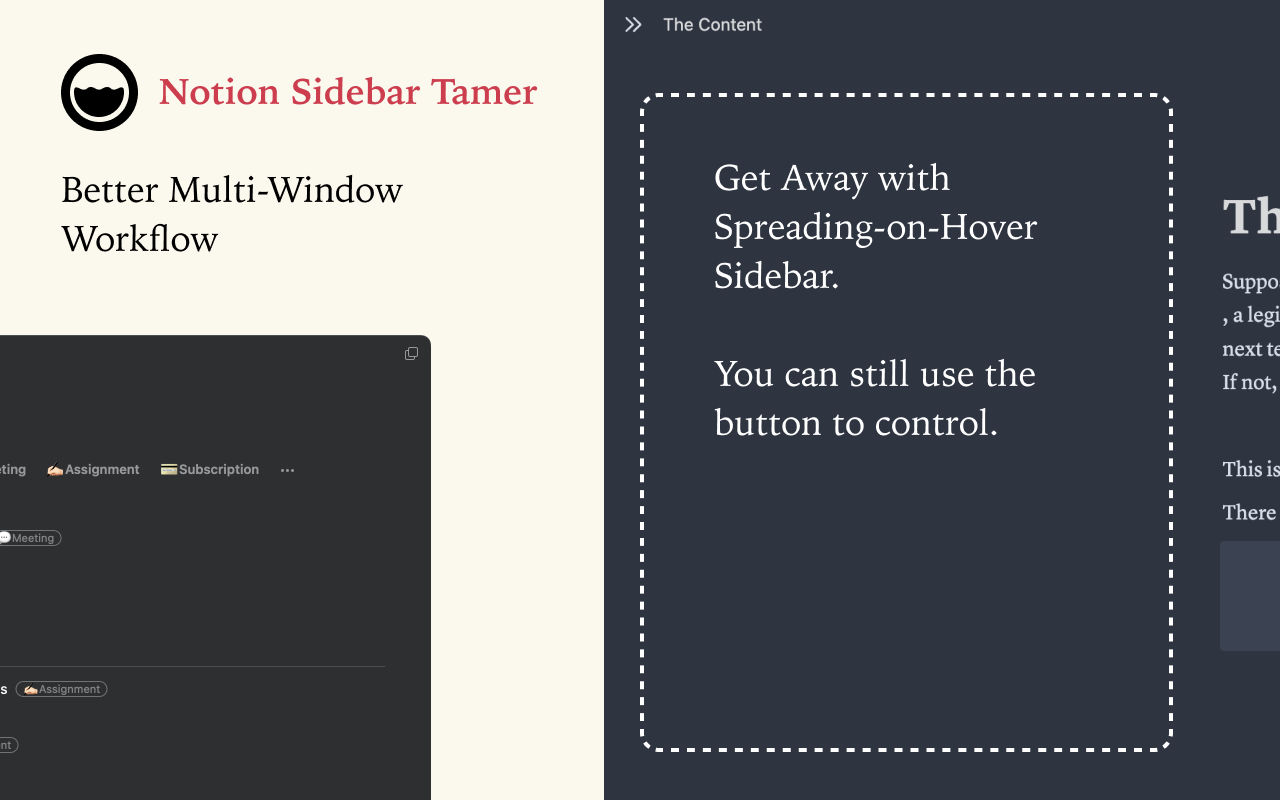 Notion Sidebar Tamer
Better Multi-Window
Workflow
eting
Assignment
Subscription
Meeting
s
Assignment
nt
The Content
Get Away with
Spreading-on-Hover
Sidebar.
You can still use the
button to control.
Th
Suppo
, a legi
next te
If not,
This is
There